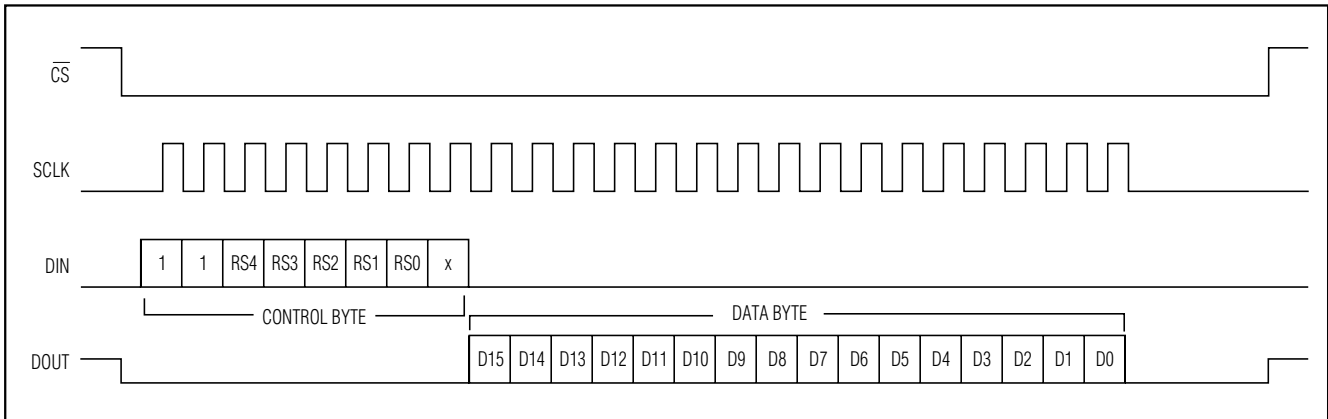 CS
SCLK
DIN 1 1 RS4 RS3 RS2 RS1 RS0 x
CONTROL BYTE DATA BYTE
DOUT D15 D14 D13 D12 D11 D10 D9 D8 D7 D6 D5 D4 D3 D2 D1 D0